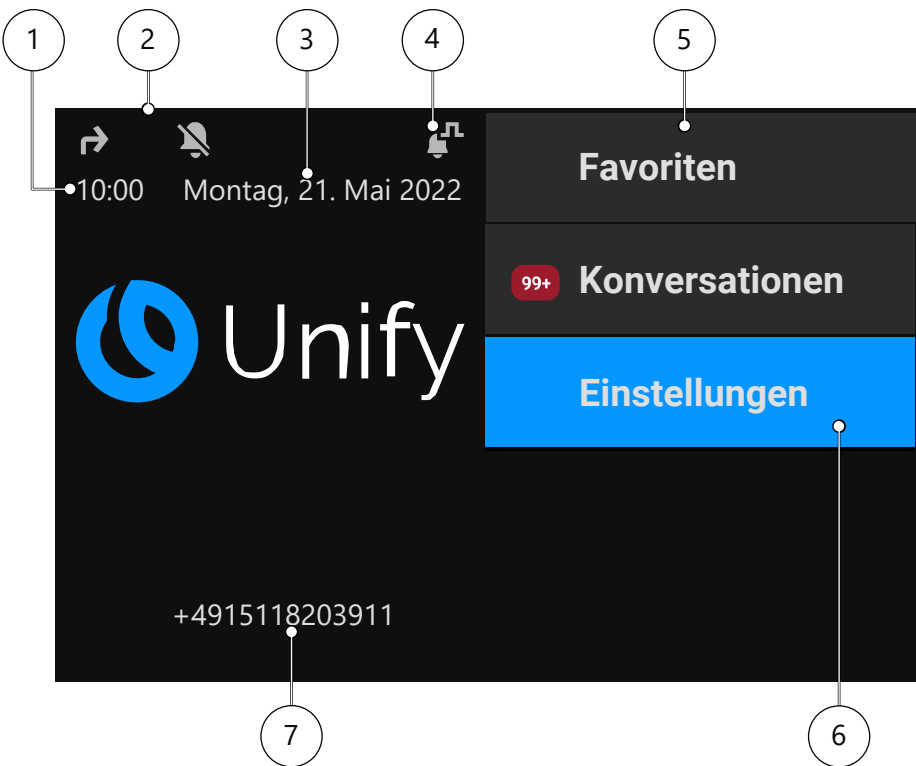 1 2 3 4 5
10:00 Montag, 21. Mai 2022
Favoriten
99+ Konversationen
Unify
Einstellungen
+4915118203911
7 6